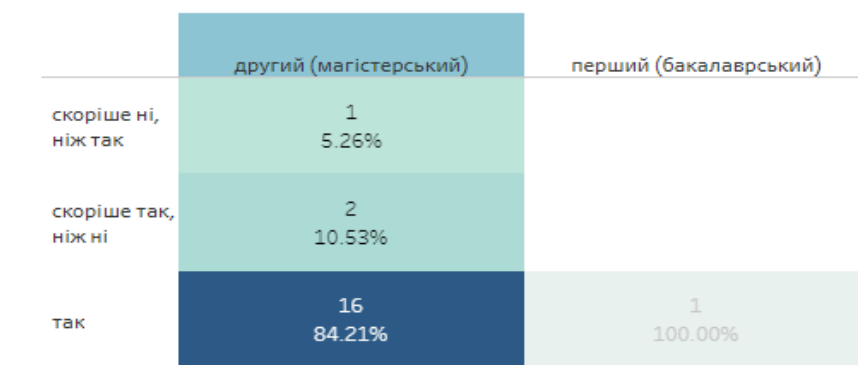 другий (магістерський) перший (бакалаврський)
скоріше ні,
ніж так
1
5.26%
скоріше так,
ніж ні
2
10.53%
так
16
84.21%
1
100.00%